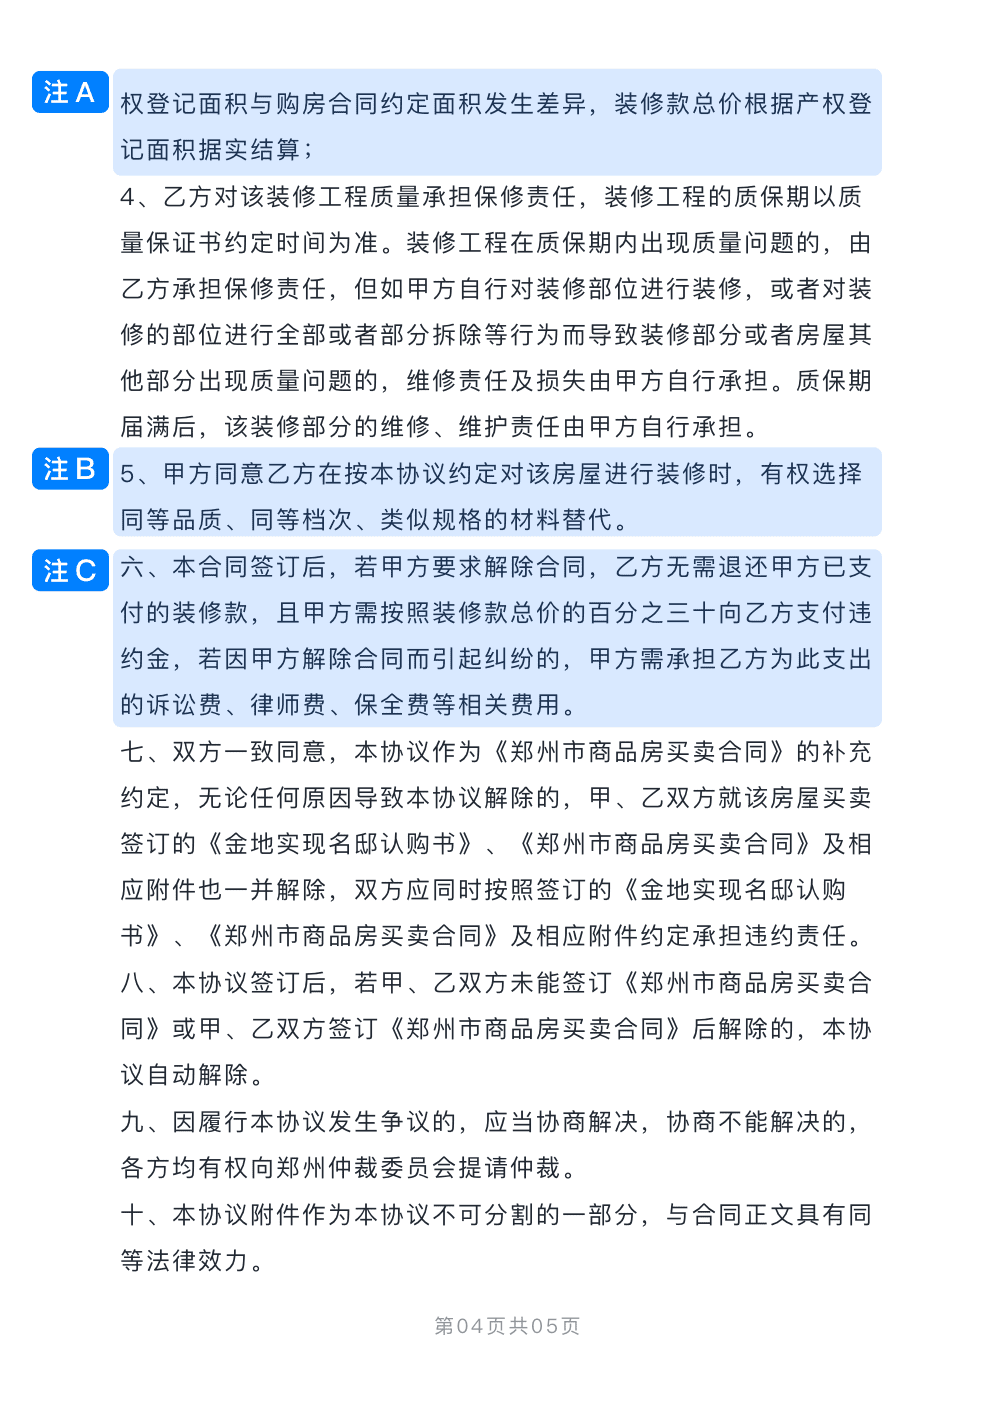 注 A
权登记面积与购房合同约定面积发生差异，装修款总价根据产权登
记面积据实结算；
4、乙方对该装修工程质量承担保修责任，装修工程的质保期以质
量保证书约定时间为准。装修工程在质保期内出现质量问题的，由
乙方承担保修责任，但如甲方自行对装修部位进行装修，或者对装
修的部位进行全部或者部分拆除等行为而导致装修部分或者房屋其
他部分出现质量问题的，维修责任及损失由甲方自行承担。质保期
届满后，该装修部分的维修、维护责任由甲方自行承担。
注 B
5、甲方同意乙方在按本协议约定对该房屋进行装修时，有权选择
同等品质、同等档次、类似规格的材料替代。
注 C
六、本合同签订后，若甲方要求解除合同，乙方无需退还甲方已支
付的装修款，且甲方需按照装修款总价的百分之三十向乙方支付违
约金，若因甲方解除合同而引起纠纷的，甲方需承担乙方为此支出
的诉讼费、律师费、保全费等相关费用。
七、双方一致同意，本协议作为《郑州市商品房买卖合同》的补充
约定，无论任何原因导致本协议解除的，甲、乙双方就该房屋买卖
签订的《金地实现名邸认购书》、《郑州市商品房买卖合同》及相
应附件也一并解除，双方应同时按照签订的《金地实现名邸认购
书》、《郑州市商品房买卖合同》及相应附件约定承担违约责任。
八、本协议签订后，若甲、乙双方未能签订《郑州市商品房买卖合
同》或甲、乙双方签订《郑州市商品房买卖合同》后解除的，本协
议自动解除。
九、因履行本协议发生争议的，应当协商解决，协商不能解决的，
各方均有权向郑州仲裁委员会提请仲裁。
十、本协议附件作为本协议不可分割的一部分，与合同正文具有同
等法律效力。
第04页共05页